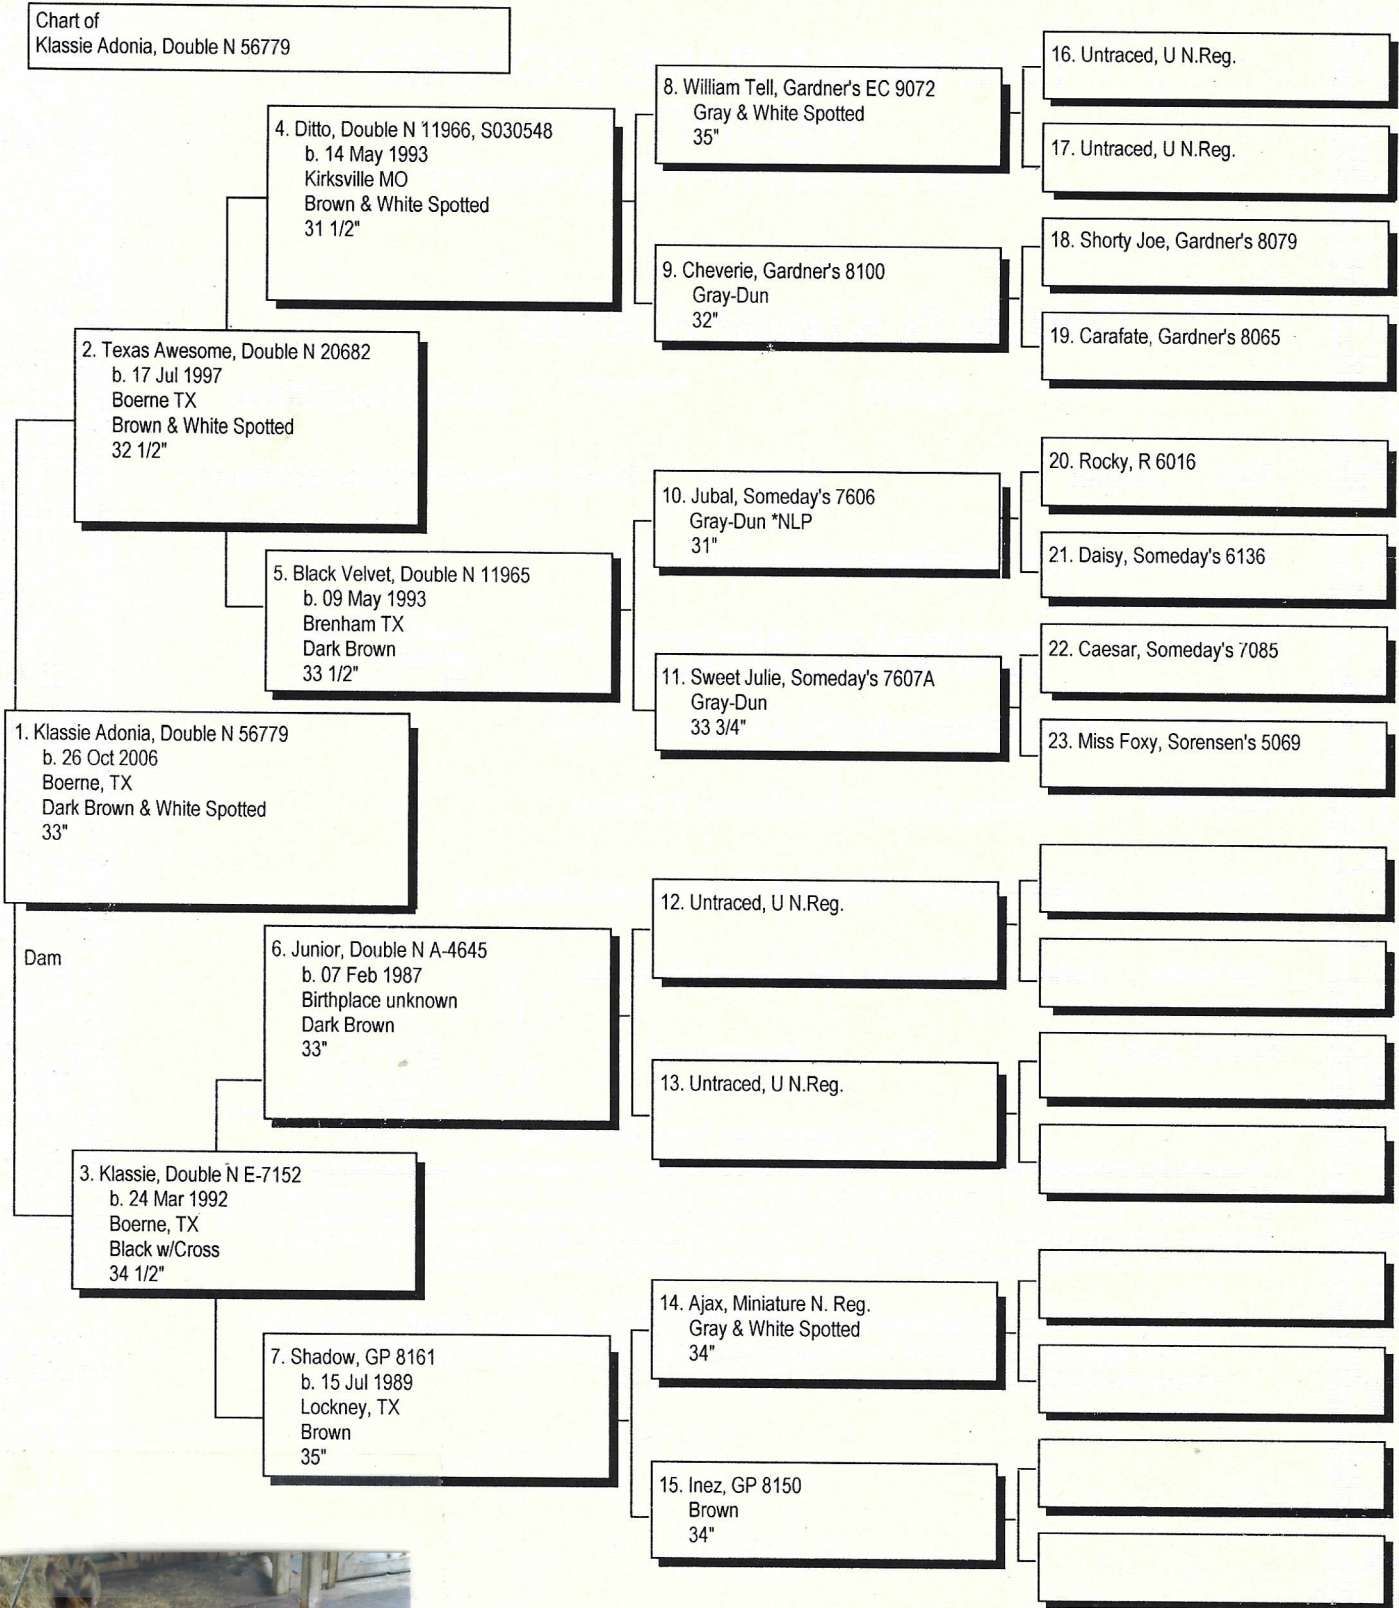 Chart of
Klassie Adonia, Double N 56779
1. Klassie Adonia, Double N 56779
b. 26 Oct 2006
Boerne, TX
Dark Brown & White Spotted
33"
Dam
2. Texas Awesome, Double N 20682
b. 17 Jul 1997
Boerne TX
Brown & White Spotted
32 1/2"
3. Klassie, Double N E-7152
b. 24 Mar 1992
Boerne, TX
Black w/Cross
34 1/2"
4. Ditto, Double N 11966, S030548
b. 14 May 1993
Kirksville MO
Brown & White Spotted
31 1/2"
5. Black Velvet, Double N 11965
b. 09 May 1993
Brenham TX
Dark Brown
33 1/2"
6. Junior, Double N A-4645
b. 07 Feb 1987
Birthplace unknown
Dark Brown
33"
7. Shadow, GP 8161
b. 15 Jul 1989
Lockney, TX
Brown
35"
8. William Tell, Gardner's EC 9072
Gray & White Spotted
35"
9. Cheverie, Gardner's 8100
Gray-Dun
32"
10. Jubal, Someday's 7606
Gray-Dun *NLP
31"
11. Sweet Julie, Someday's 7607A
Gray-Dun
33 3/4"
12. Untraced, U N.Reg.
13. Untraced, U N.Reg.
14. Ajax, Miniature N. Reg.
Gray & White Spotted
34"
15. Inez, GP 8150
Brown
34"
16. Untraced, U N.Reg.
17. Untraced, U N.Reg.
18. Shorty Joe, Gardner's 8079
19. Carafate, Gardner's 8065
20. Rocky, R 6016
21. Daisy, Someday's 6136
22. Caesar, Someday's 7085
23. Miss Foxy, Sorensen's 5069